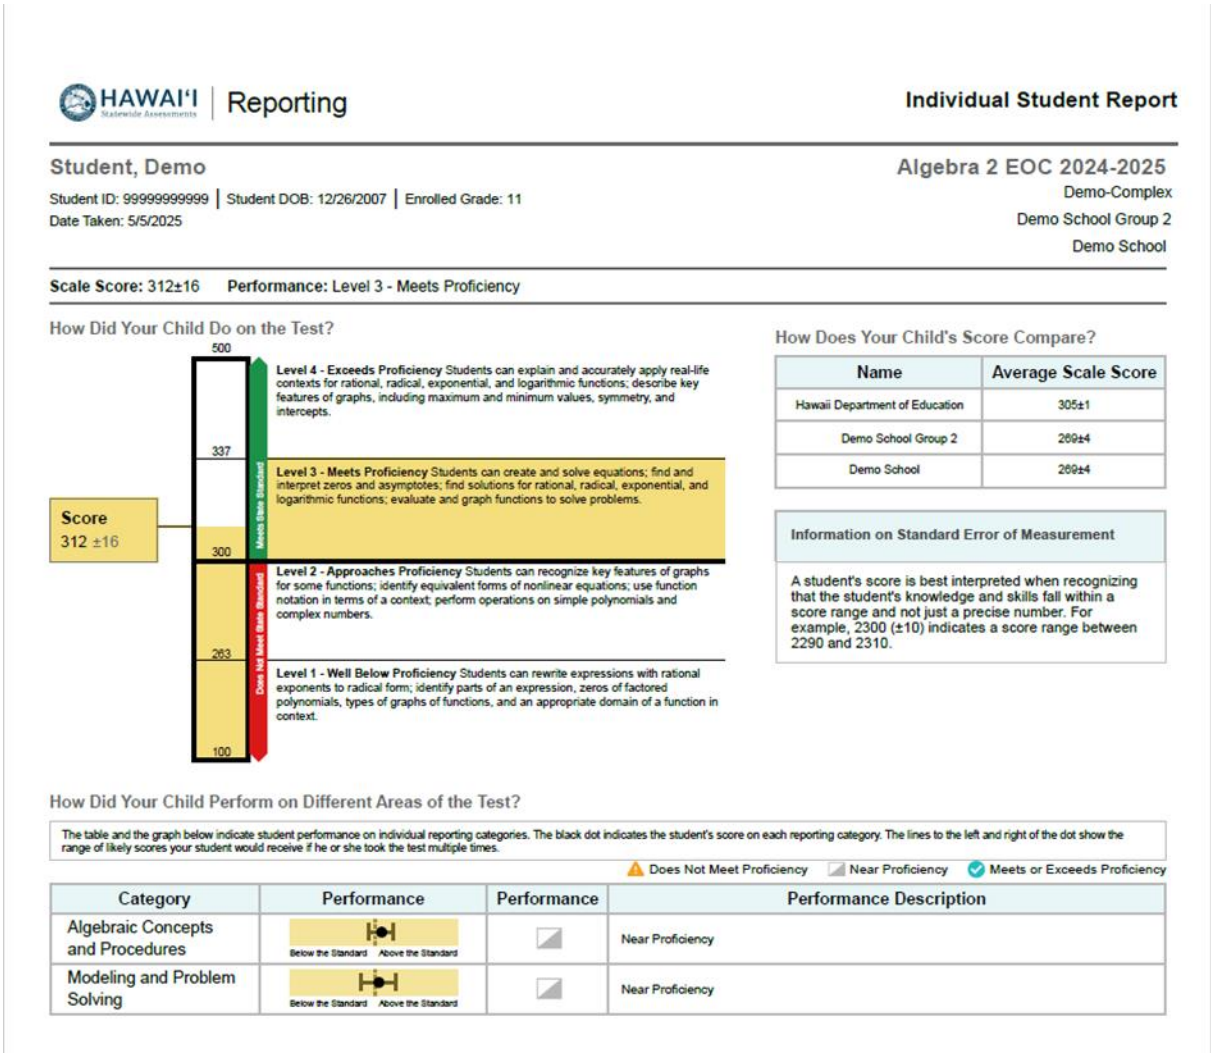 HAWAI‘I
Statewide Assessments
Reporting
Individual Student Report
Student, Demo
Algebra 2 EOC 2024-2025
Student ID: 99999999999 | Student DOB: 12/26/2007 | Enrolled Grade: 11
Demo-Complex
Date Taken: 5/5/2025
Demo School Group 2
Demo School
Scale Score: 312±16 Performance: Level 3 - Meets Proficiency
How Did Your Child Do on the Test?
500
337
300
263
100
Score
312 ±16
Meets State Standard
Does Not Meet State Standard
Level 4 - Exceeds Proficiency Students can explain and accurately apply real-life
contexts for rational, radical, exponential, and logarithmic functions; describe key
features of graphs, including maximum and minimum values, symmetry, and
intercepts.
Level 3 - Meets Proficiency Students can create and solve equations; find and
interpret zeros and asymptotes; find solutions for rational, radical, exponential, and
logarithmic functions; evaluate and graph functions to solve problems.
Level 2 - Approaches Proficiency Students can recognize key features of graphs
for some functions; identify equivalent forms of nonlinear equations; use function
notation in terms of a context; perform operations on simple polynomials and
complex numbers.
Level 1 - Well Below Proficiency Students can rewrite expressions with rational
exponents to radical form; identify parts of an expression, zeros of factored
polynomials, types of graphs of functions, and an appropriate domain of a function in
context.
How Does Your Child's Score Compare?
Name Average Scale Score
Hawaii Department of Education 305±1
Demo School Group 2 269±4
Demo School 269±4
Information on Standard Error of Measurement
A student's score is best interpreted when recognizing
that the student's knowledge and skills fall within a
score range and not just a precise number. For
example, 2300 (±10) indicates a score range between
2290 and 2310.
How Did Your Child Perform on Different Areas of the Test?
The table and the graph below indicate student performance on individual reporting categories. The black dot indicates the student's score on each reporting category. The lines to the left and right of the dot show the
range of likely scores your student would receive if he or she took the test multiple times.
Does Not Meet Proficiency Near Proficiency Meets or Exceeds Proficiency
Category Performance Performance Performance Description
Algebraic Concepts
and Procedures
Below the Standard Above the Standard
Near Proficiency
Modeling and Problem
Solving
Below the Standard Above the Standard
Near Proficiency